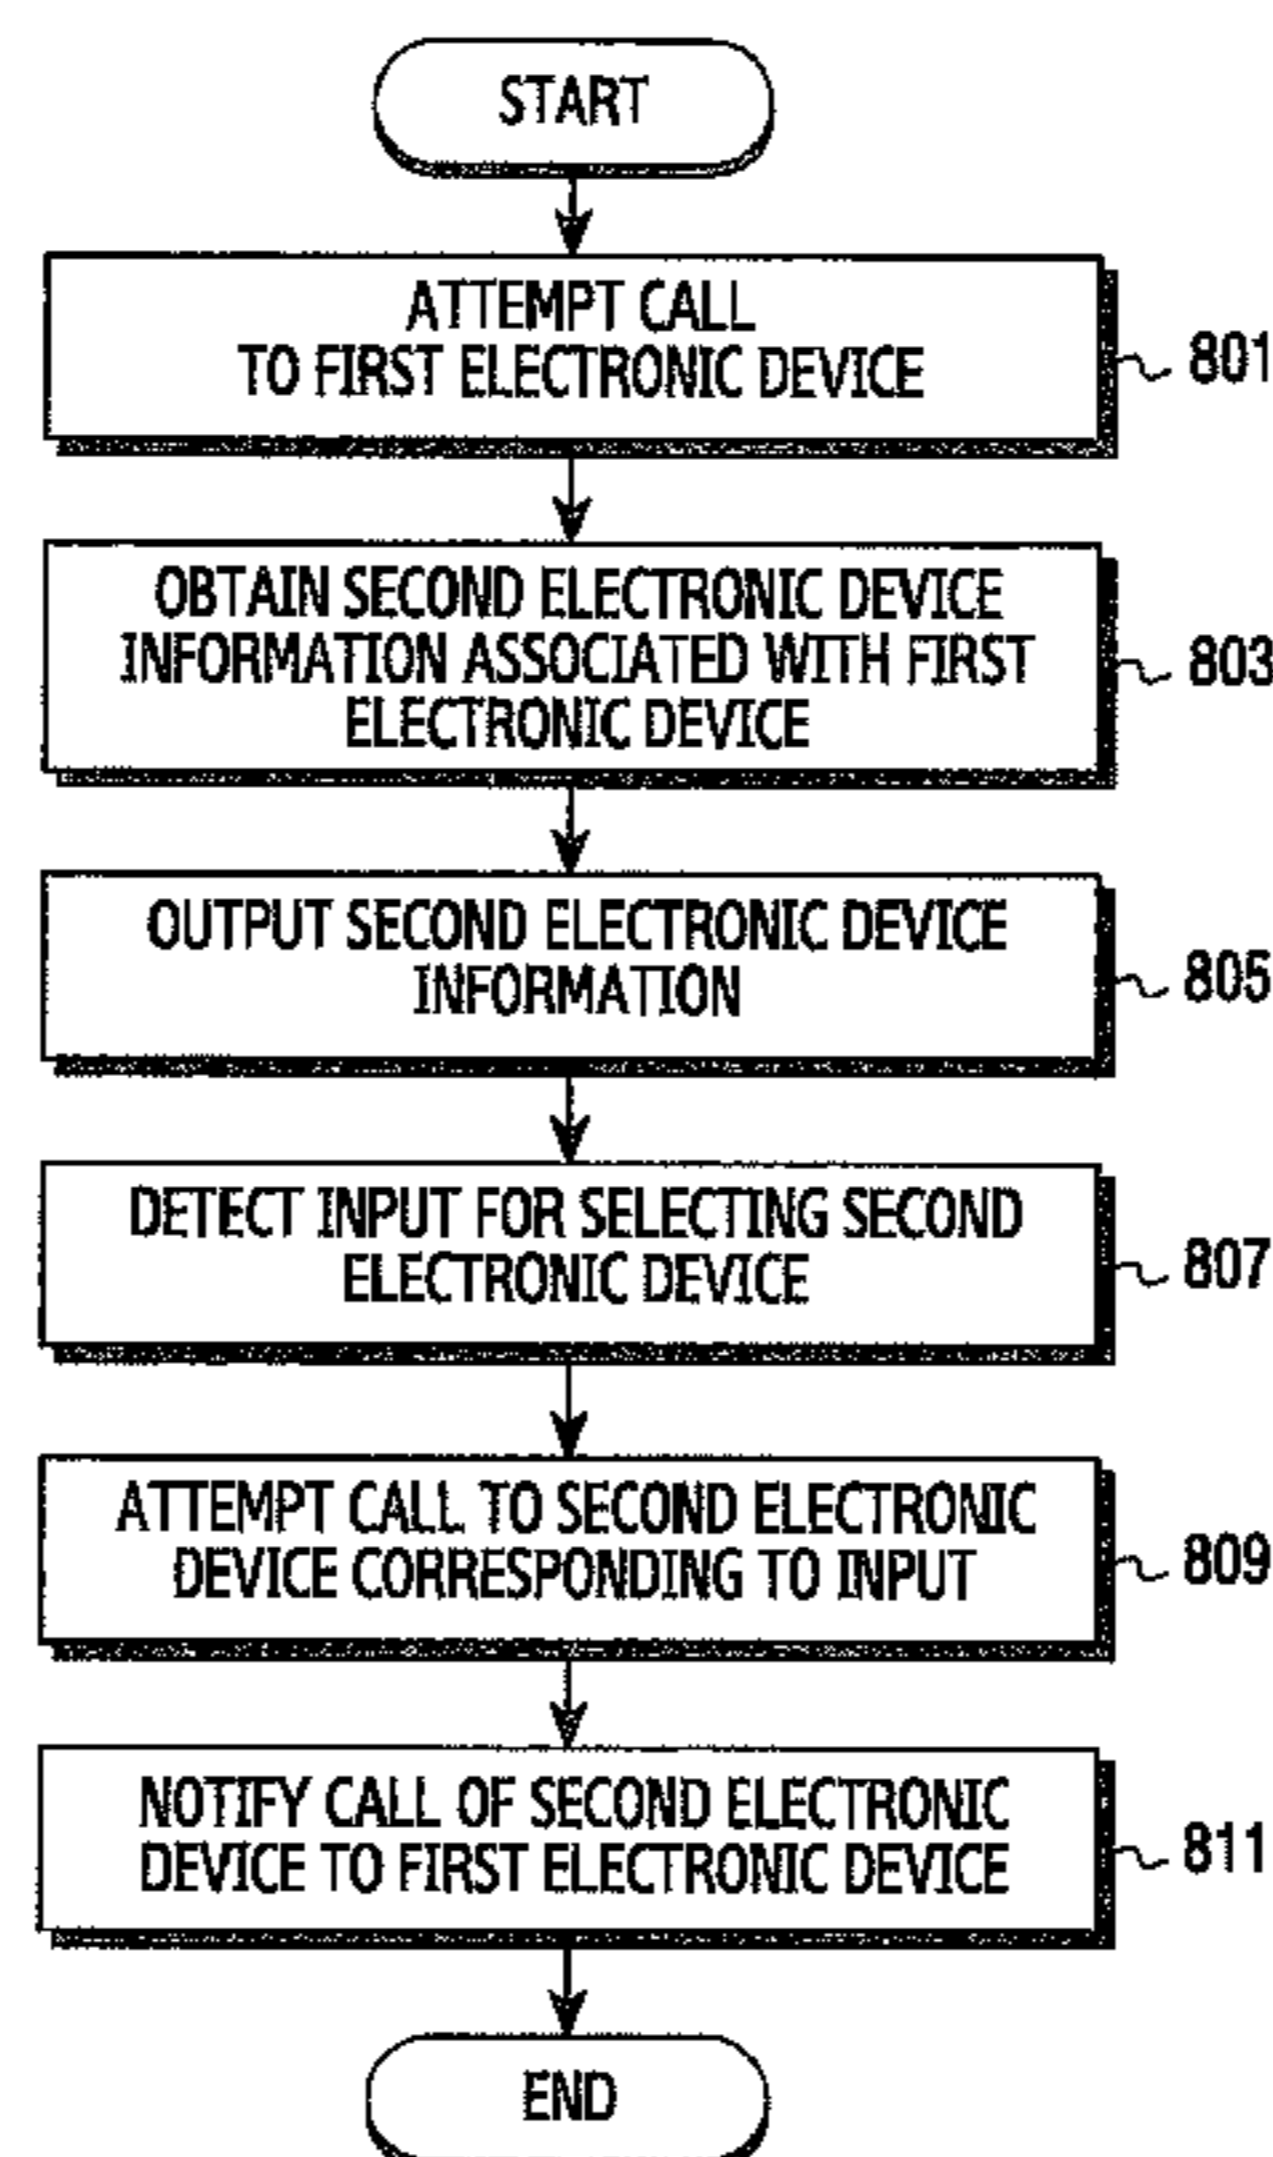 START
ATTEMPT CALL
TO FIRST ELECTRONIC DEVICE
801
OBTAIN SECOND ELECTRONIC DEVICE
INFORMATION ASSOCIATED WITH FIRST
ELECTRONIC DEVICE
803
OUTPUT SECOND ELECTRONIC DEVICE
INFORMATION
805
DETECT INPUT FOR SELECTING SECOND
ELECTRONIC DEVICE
807
ATTEMPT CALL TO SECOND ELECTRONIC
DEVICE CORRESPONDING TO INPUT
809
NOTIFY CALL OF SECOND ELECTRONIC
DEVICE TO FIRST ELECTRONIC DEVICE
811
END